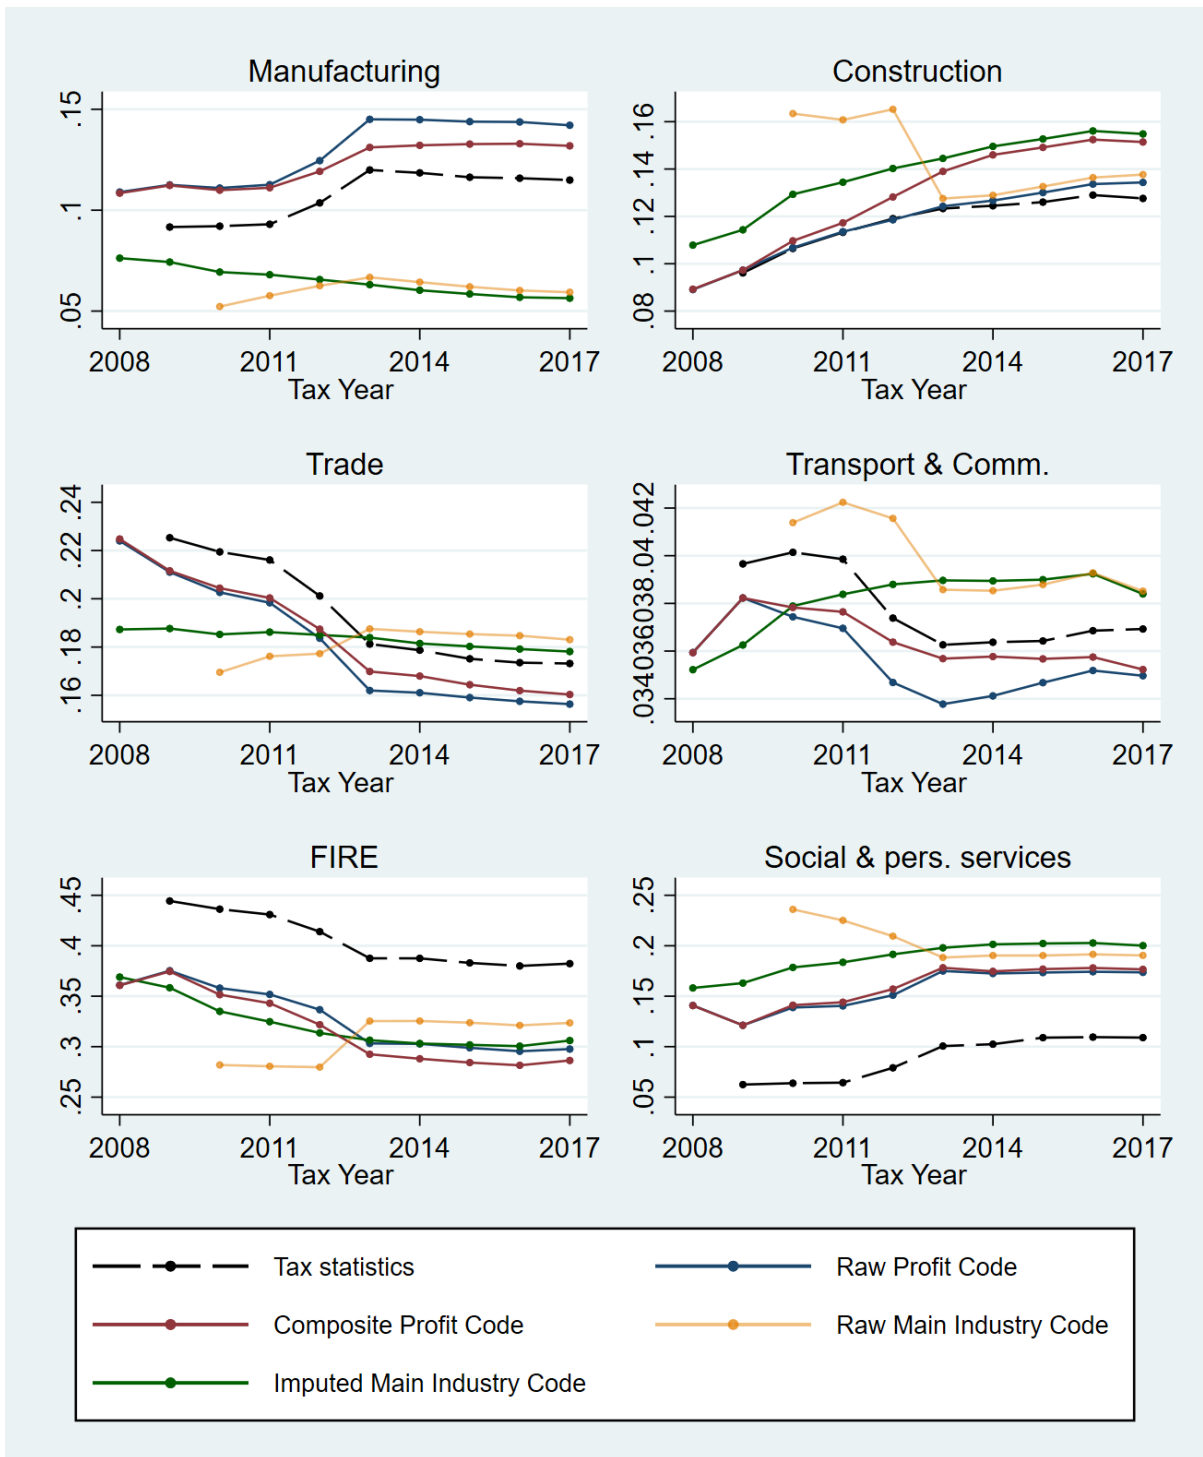 Manufacturing
.15
.1
.05
2008 2011 2014 2017
Tax Year
Construction
.16
.14
.12
.1
.08
2008 2011 2014 2017
Tax Year
Trade
.24
.22
.2
.18
.16
2008 2011 2014 2017
Tax Year
Transport & Comm.
.042
.04
.038
.036
.034
2008 2011 2014 2017
Tax Year
FIRE
.45
.4
.35
.3
.25
2008 2011 2014 2017
Tax Year
Social & pers. services
.25
.2
.15
.1
.05
2008 2011 2014 2017
Tax Year
Tax statistics
Raw Profit Code
Composite Profit Code
Raw Main Industry Code
Imputed Main Industry Code